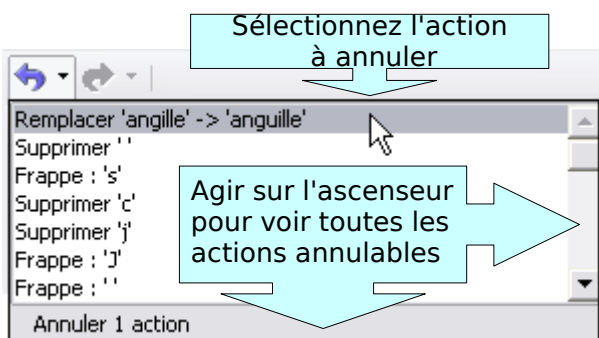 Sélectionnez l'action
à annuler
Remplacer 'angille' -> 'anguille'
Supprimer ' '
Frappe : 's'
Supprimer 'c'
Supprimer 'j'
Frappe : 'J'
Frappe : ' '
Agir sur l'ascenseur
pour voir toutes les
actions annulables
Annuler 1 action